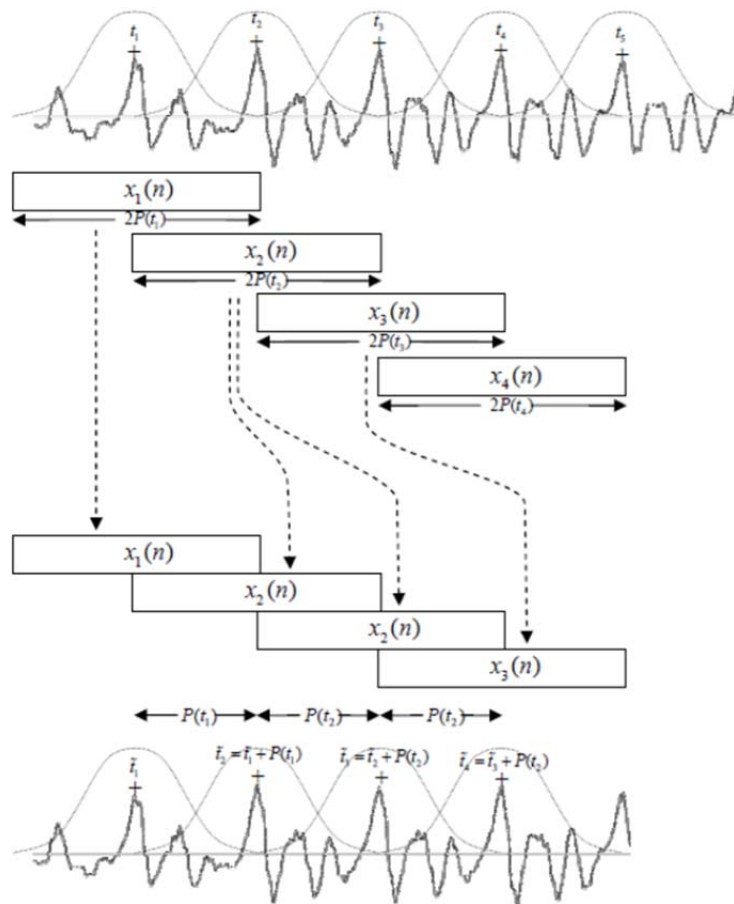 t₁ t₂ t₃ t₄ t₅
x₁(n)
2P(t₁)
x₂(n)
2P(t₂)
x₃(n)
2P(t₃)
x₄(n)
2P(t₄)
x₁(n)
x₂(n)
x₂(n)
x₃(n)
P(t₁) P(t₂) P(t₂)
t̃₁ t̃₂ = t̃₁ + P(t₁) t̃₃ = t̃₂ + P(t₂) t̃₄ = t̃₃ + P(t₂)